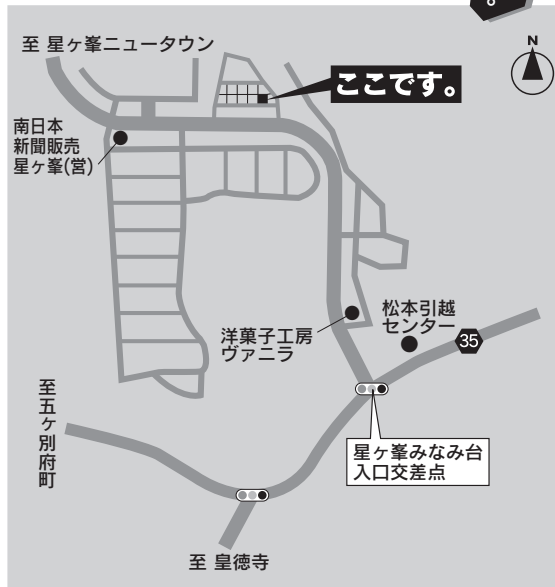 至 星ヶ峯ニュータウン
N
ここです。
南日本
新聞販売
星ヶ峯(営)
洋菓子工房
ヴァニラ
松本引越
センター
35
至五ヶ別府町
星ヶ峯みなみ台
入口交差点
至 皇徳寺